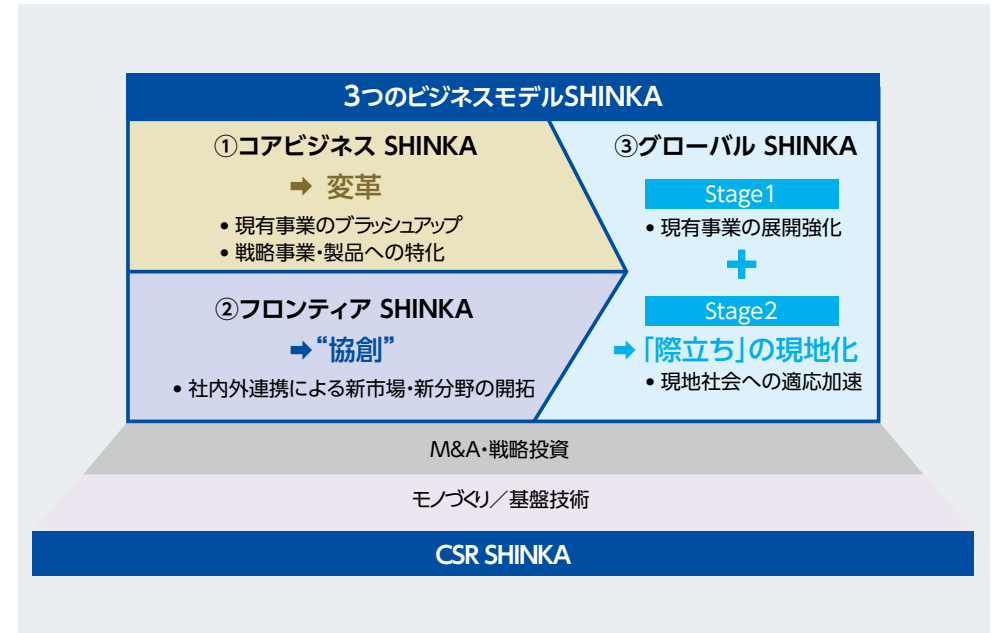 3つのビジネスモデルSHINKA
①コアビジネス SHINKA
➡ 変革
• 現有事業のブラッシュアップ
• 戦略事業・製品への特化
②フロンティア SHINKA
➡“協創”
• 社内外連携による新市場・新分野の開拓
③グローバル SHINKA
Stage1
• 現有事業の展開強化
+
Stage2
➡「際立ち」の現地化
• 現地社会への適応加速
M&A・戦略投資
モノづくり／基盤技術
CSR SHINKA